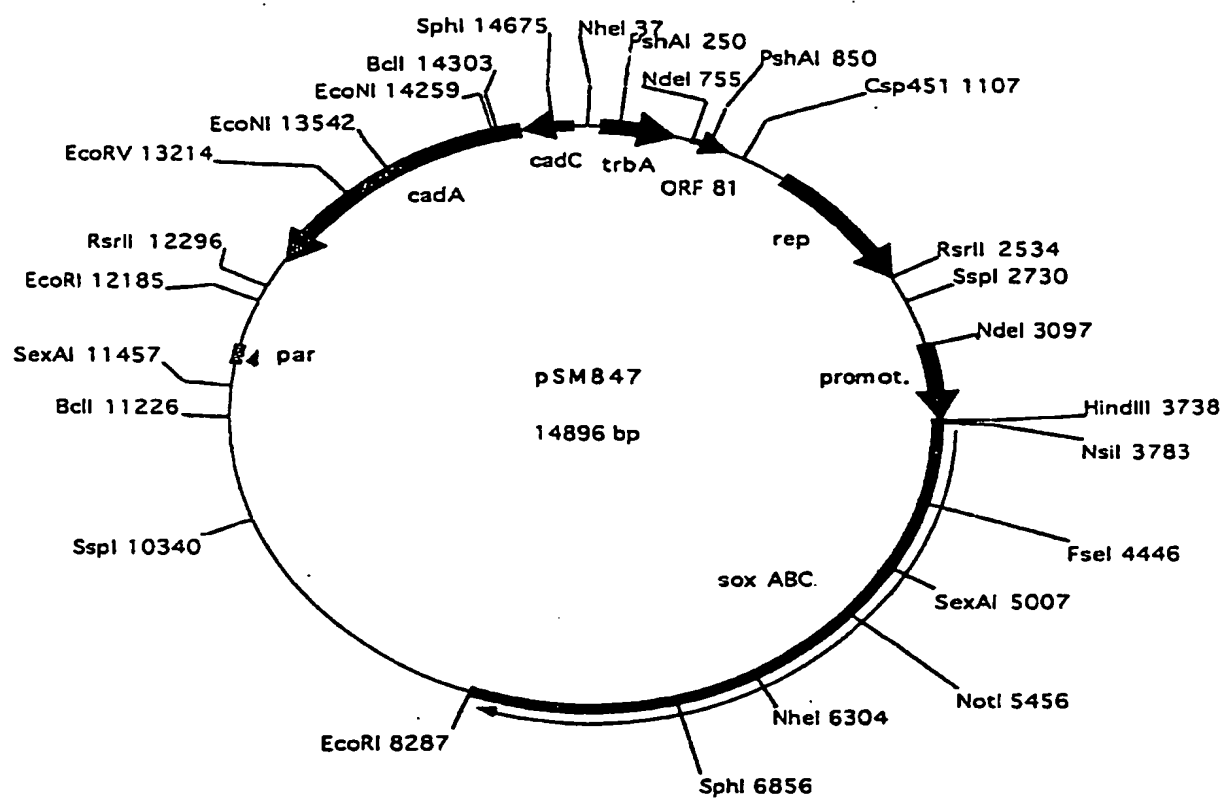 SphI 14675
NheI 37
PshAI 250
BclI 14303
PshAI 850
NdeI 755
EcoNI 14259
Csp451 1107
EcoNI 13542
EcoRV 13214
cadC
trbA
ORF 81
cadA
rep
RsrII 12296
RsrII 2534
EcoRI 12185
SspI 2730
NdeI 3097
SexAI 11457
par
pSM847
promot.
BclI 11226
HindIII 3738
14896 bp
NsiI 3783
SspI 10340
FseI 4446
sox ABC.
SexAI 5007
NotI 5456
NheI 6304
EcoRI 8287
SphI 6856